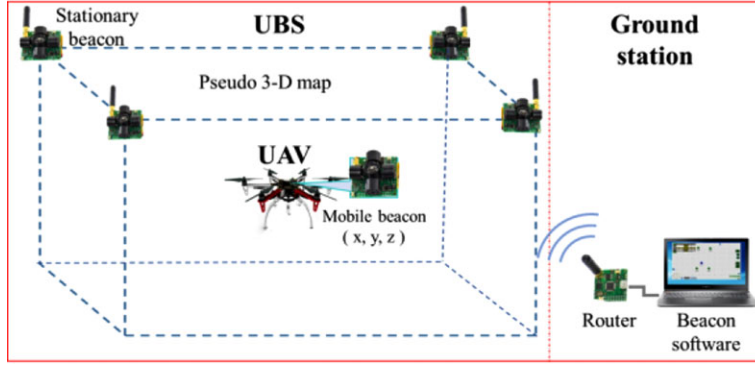 Stationary
beacon
UBS
Ground
station
Pseudo 3-D map
UAV
Mobile beacon
( x, y, z )
Router
Beacon
software